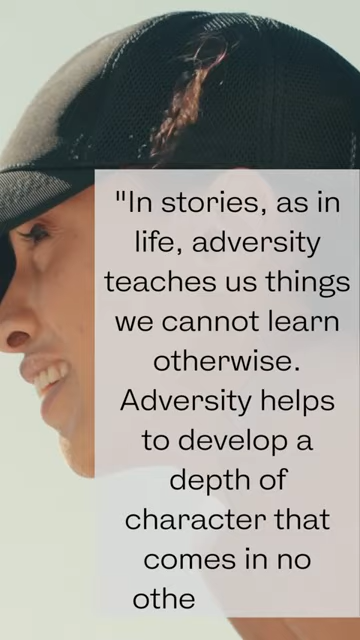 "In stories, as in
life, adversity
teaches us things
we cannot learn
otherwise.
Adversity helps
to develop a
depth of
character that
comes in no
othe